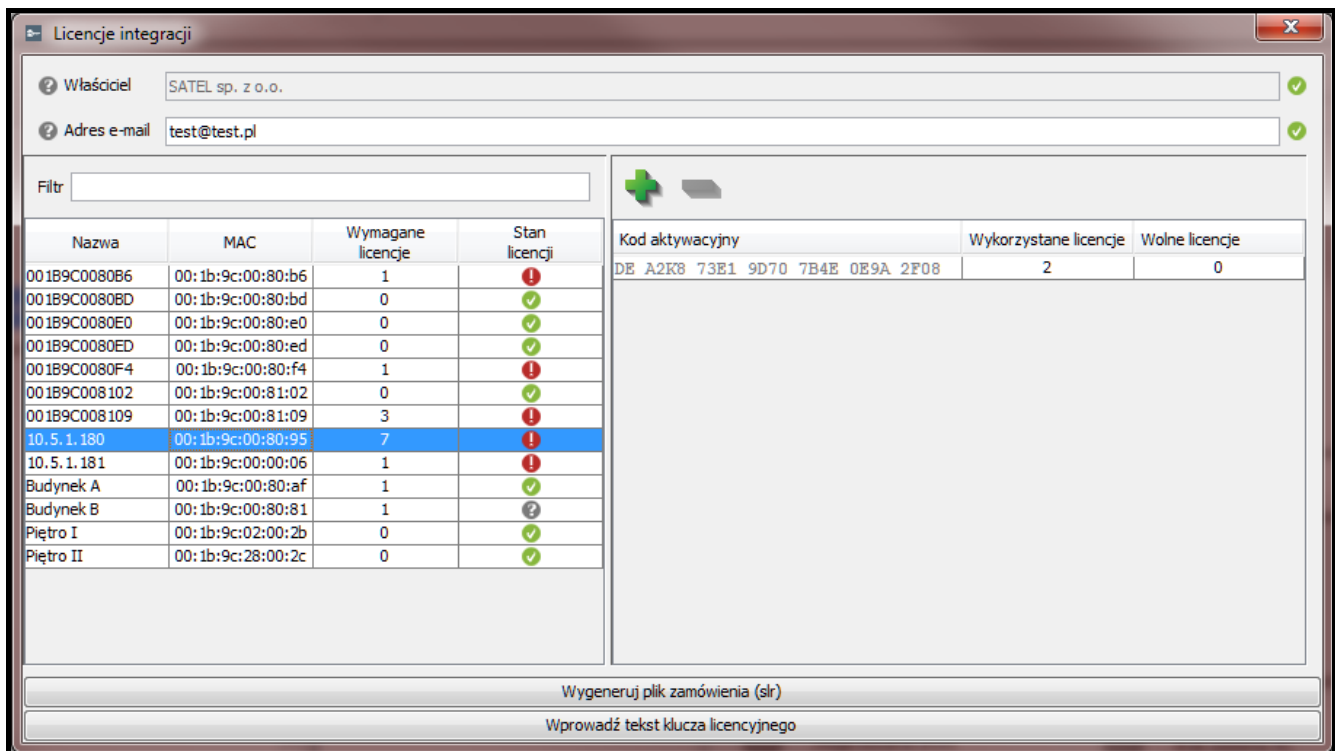 Licencje integracji
Właściciel SATEL sp. z o.o.
Adres e-mail test@test.pl
Filtr
Nazwa MAC Wymagane licencje Stan licencji
001B9C0080B6 00:1b:9c:00:80:b6 1
001B9C0080BD 00:1b:9c:00:80:bd 0
001B9C0080E0 00:1b:9c:00:80:e0 0
001B9C0080ED 00:1b:9c:00:80:ed 0
001B9C0080F4 00:1b:9c:00:80:f4 1
001B9C008102 00:1b:9c:00:81:02 0
001B9C008109 00:1b:9c:00:81:09 3
10.5.1.180 00:1b:9c:00:80:95 7
10.5.1.181 00:1b:9c:00:00:06 1
Budynek A 00:1b:9c:00:80:af 1
Budynek B 00:1b:9c:00:80:81 1
Piętro I 00:1b:9c:02:00:2b 0
Piętro II 00:1b:9c:28:00:2c 0
Kod aktywacyjny Wykorzystane licencje Wolne licencje
DE A2K8 73E1 9D70 7B4E 0E9A 2F08 2 0
Wygeneruj plik zamówienia (slr)
Wprowadź tekst klucza licencyjnego